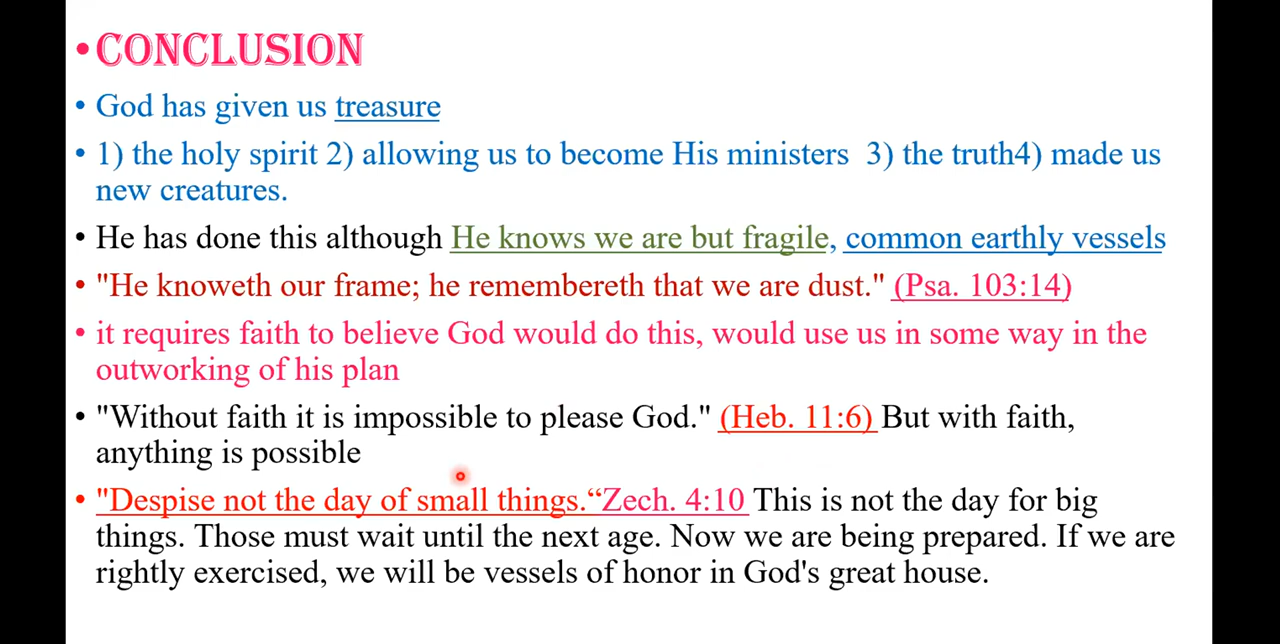 • CONCLUSION
• God has given us treasure
• 1) the holy spirit 2) allowing us to become His ministers  3) the truth4) made us
new creatures.
• He has done this although He knows we are but fragile, common earthly vessels
• "He knoweth our frame; he remembereth that we are dust." (Psa. 103:14)
• it requires faith to believe God would do this, would use us in some way in the
outworking of his plan
• "Without faith it is impossible to please God." (Heb. 11:6) But with faith,
anything is possible
• "Despise not the day of small things.“Zech. 4:10 This is not the day for big
things. Those must wait until the next age. Now we are being prepared. If we are
rightly exercised, we will be vessels of honor in God's great house.